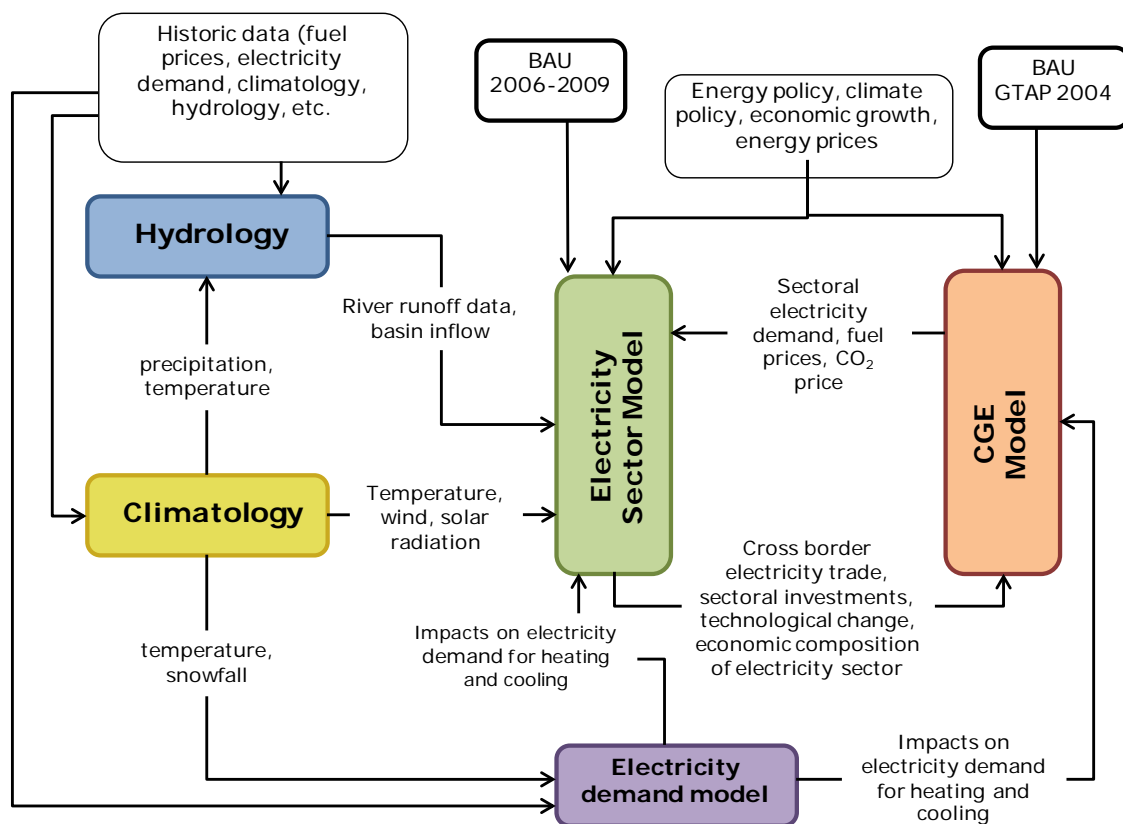 Historic data (fuel
prices, electricity
demand, climatology,
hydrology, etc.
BAU
2006-2009
Energy policy, climate
policy, economic growth,
energy prices
BAU
GTAP 2004
Hydrology
River runoff data,
basin inflow
Sectoral
electricity
demand, fuel
prices, CO₂
price
precipitation,
temperature
Electricity
Sector Model
CGE
Model
Climatology
Temperature,
wind, solar
radiation
Cross border
electricity trade,
sectoral investments,
technological change,
economic composition
of electricity sector
Impacts on electricity
demand for heating
and cooling
temperature,
snowfall
Electricity
demand model
Impacts on
electricity demand
for heating and
cooling